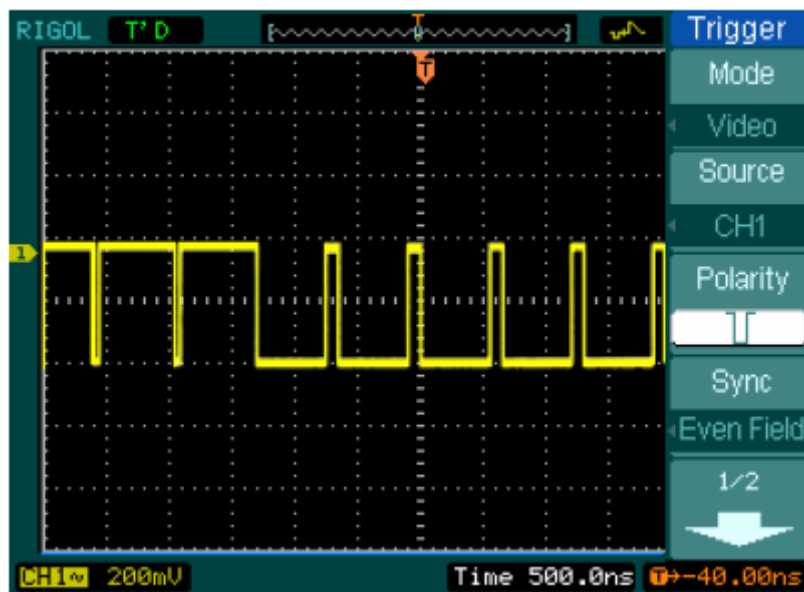 RIGOL T'D T Trigger
T
Mode
Video
Source
1
CH1
Polarity
Sync
Even Field
1/2
CH1~ 200mV Time 500.0ns T→-40.00ns